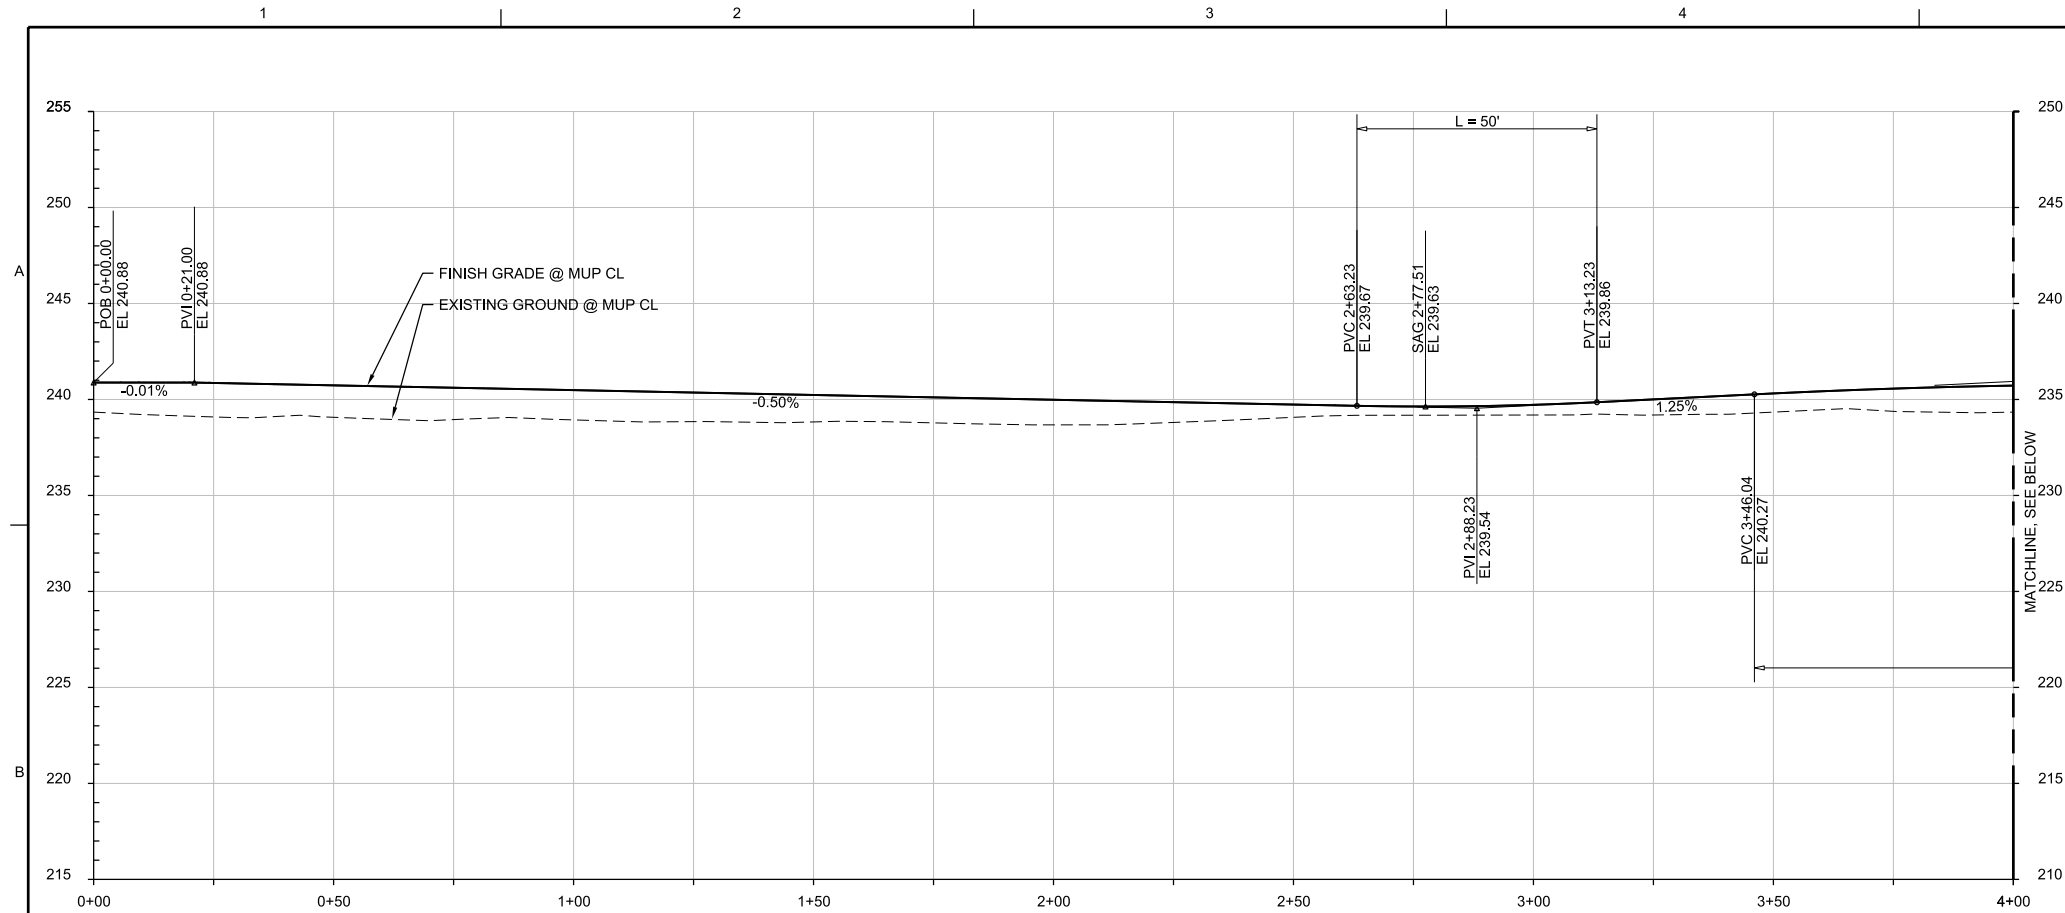 1 2 3 4
A
B
255
250
245
240
235
230
225
220
215
250
245
240
235
230
225
220
215
210
L = 50'
POB 0+00.00
EL 240.88
PVI 0+21.00
EL 240.88
FINISH GRADE @ MUP CL
EXISTING GROUND @ MUP CL
PVC 2+63.23
EL 239.67
SAG 2+77.51
EL 239.63
PVT 3+13.23
EL 239.86
-0.01%
-0.50%
1.25%
PVI 2+88.23
EL 239.54
PVC 3+46.04
EL 240.27
MATCHLINE, SEE BELOW
0+00 0+50 1+00 1+50 2+00 2+50 3+00 3+50 4+00